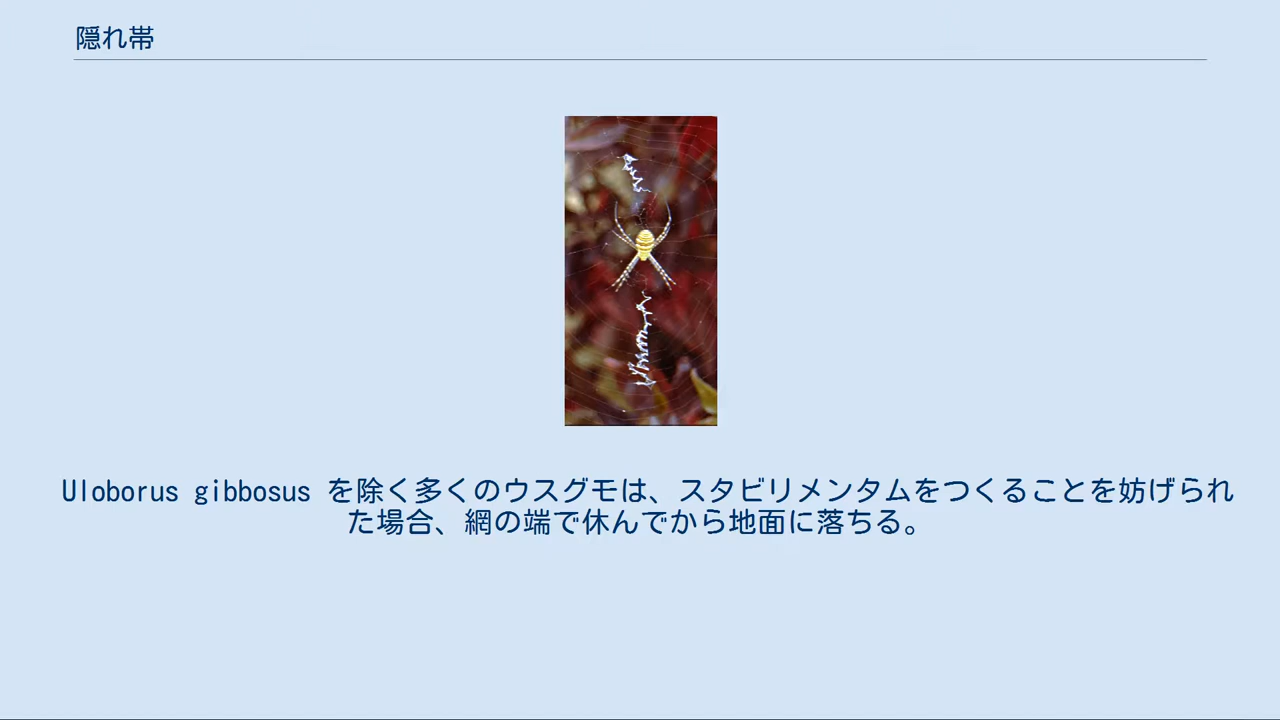 隠れ帯
Uloborus gibbosus を除く多くのウスグモは、スタビリメンタムをつくることを妨げられ
た場合、網の端で休んでから地面に落ちる。